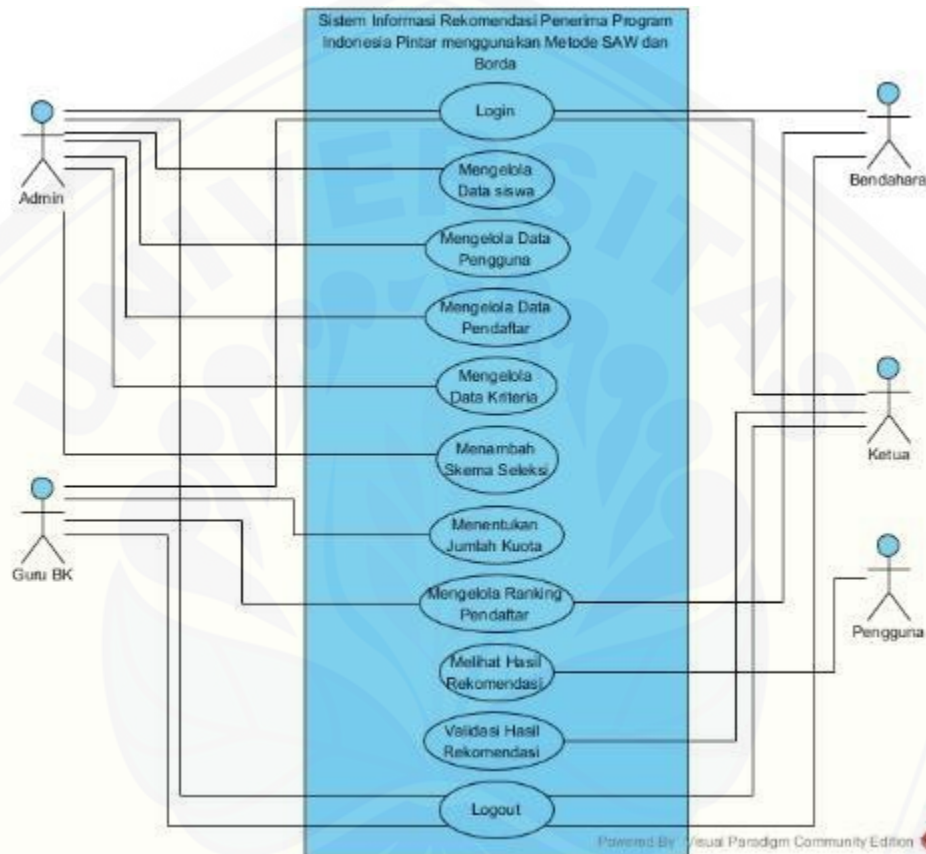 Sistem Informasi Rekomendasi Penerima Program
Indonesia Pintar menggunakan Metode SAW dan
Borda
Login
Admin
Bendahara
Mengelola
Data siswa
Mengelola Data
Pengguna
Mengelola Data
Pendaftar
Mengelola
Data Kriteria
Ketua
Menambah
Skema Seleksi
Guru BK
Menentukan
Jumlah Kuota
Mengelola Ranking
Pendaftar
Pengguna
Melihat Hasil
Rekomendasi
Validasi Hasil
Rekomendasi
Logout
Powered By Visual Paradigm Community Edition
UNIVERSITAS